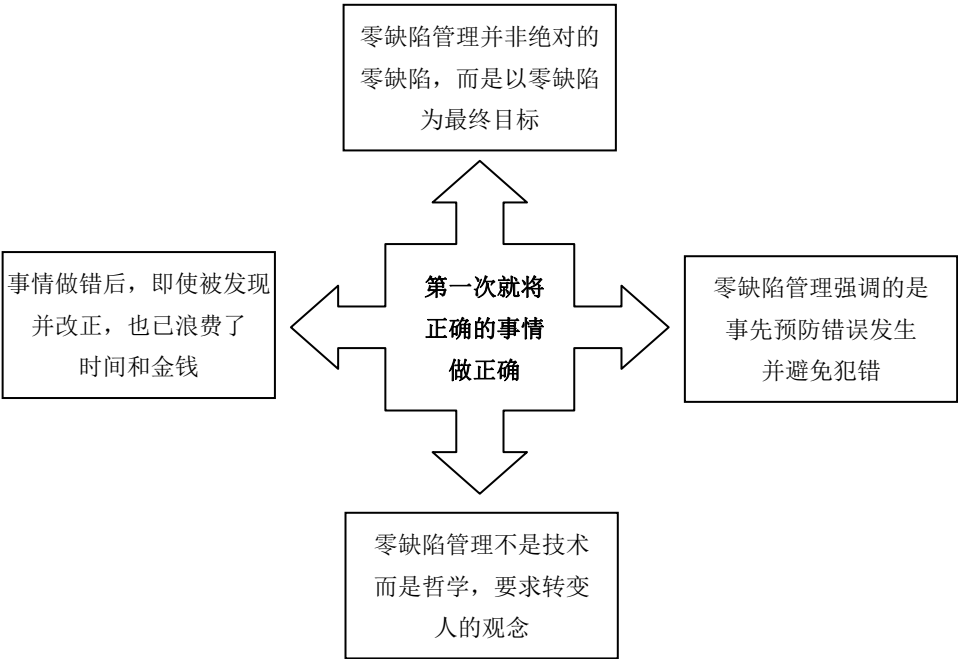 零缺陷管理并非绝对的
零缺陷，而是以零缺陷
为最终目标
事情做错后，即使被发现
并改正，也已浪费了
时间和金钱
第一次就将
正确的事情
做正确
零缺陷管理强调的是
事先预防错误发生
并避免犯错
零缺陷管理不是技术
而是哲学，要求转变
人的观念